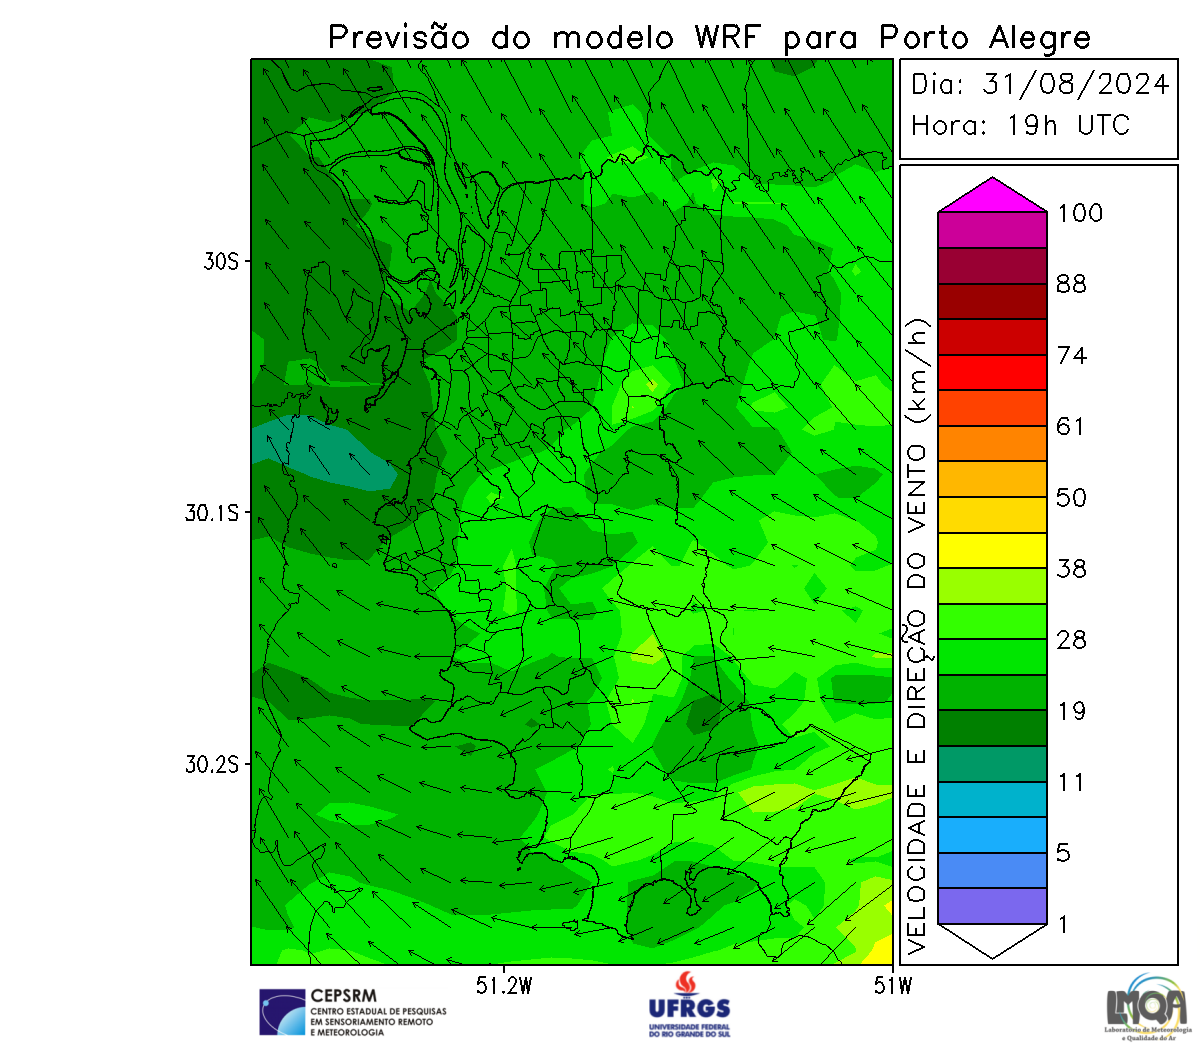 Previsão do modelo WRF para Porto Alegre
Dia: 31/08/2024
Hora: 19h UTC
30S
30.1S
30.2S
51.2W
51W
VELOCIDADE E DIREÇÃO DO VENTO (km/h)
100
88
74
61
50
38
28
19
11
5
1
CEPSRM
CENTRO ESTADUAL DE PESQUISAS
EM SENSORIAMENTO REMOTO
E METEOROLOGIA
UFRGS
UNIVERSIDADE FEDERAL
DO RIO GRANDE DO SUL
LMQA
Laboratório de Meteorologia
e Qualidade do Ar